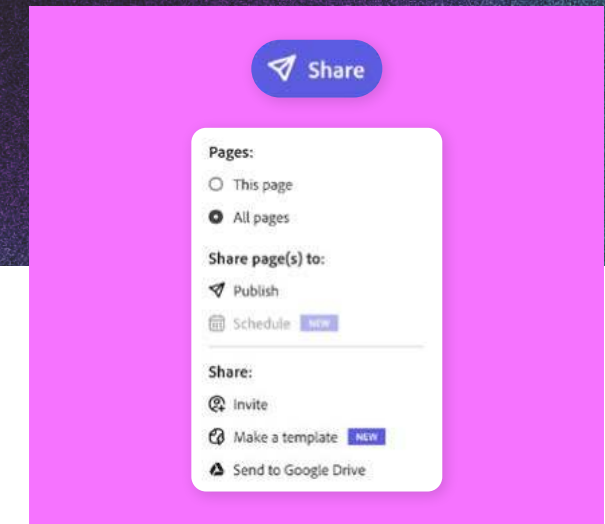 Share
Pages:
This page
All pages
Share page(s) to:
Publish
Schedule NEW
Share:
Invite
Make a template NEW
Send to Google Drive